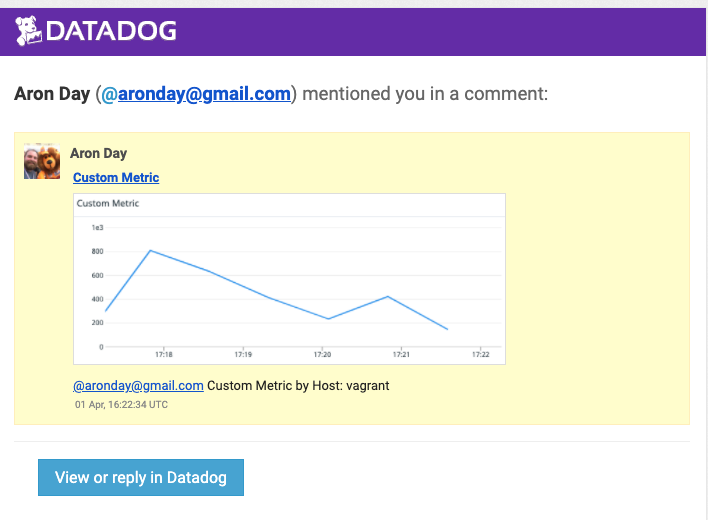 DATADOG
Aron Day (@aronday@gmail.com) mentioned you in a comment:
Aron Day
Custom Metric
Custom Metric
1e3
800
600
400
200
0
17:18 17:19 17:20 17:21 17:22
@aronday@gmail.com Custom Metric by Host: vagrant
01 Apr, 16:22:34 UTC
View or reply in Datadog